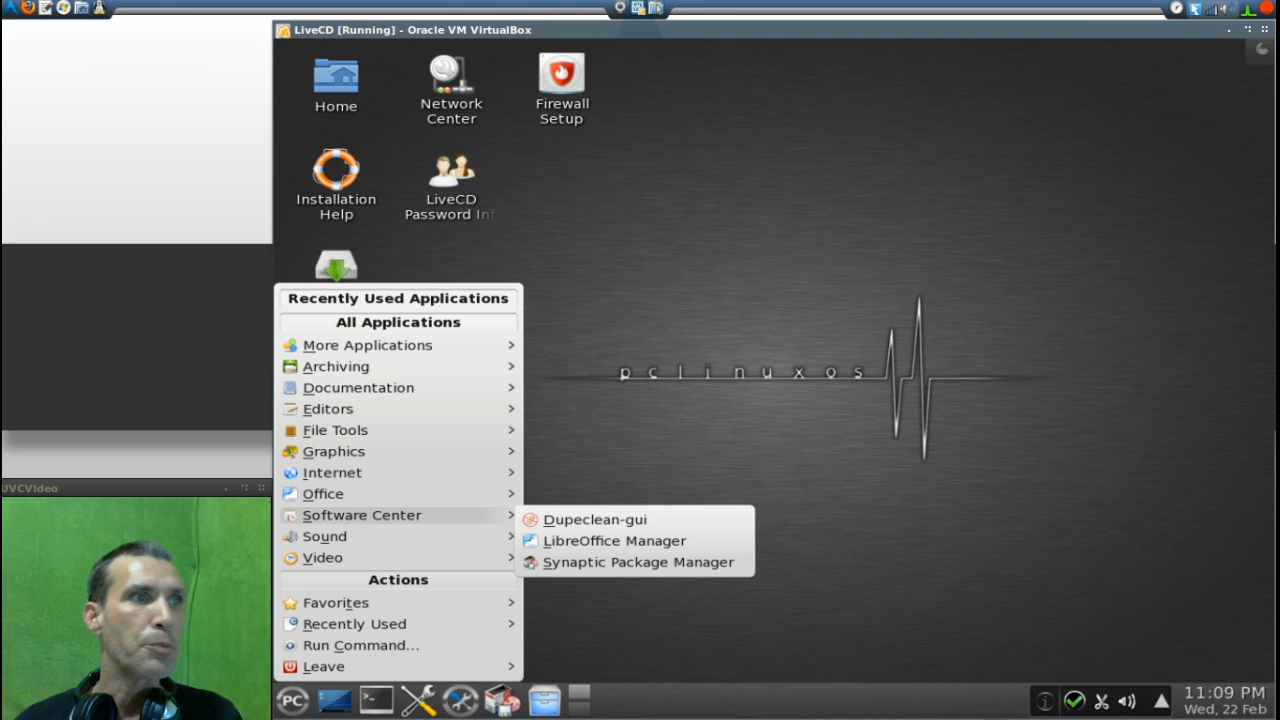 LiveCD [Running] - Oracle VM VirtualBox
Home
Network
Center
Firewall
Setup
Installation
Help
LiveCD
Password Inf
Recently Used Applications
All Applications
More Applications
Archiving
Documentation
Editors
File Tools
Graphics
Internet
Office
Software Center
Sound
Video
Dupeclean-gui
LibreOffice Manager
Synaptic Package Manager
Actions
Favorites
Recently Used
Run Command...
Leave
pclinuxos
UVCVIdeo
PC
11:09 PM
Wed, 22 Feb